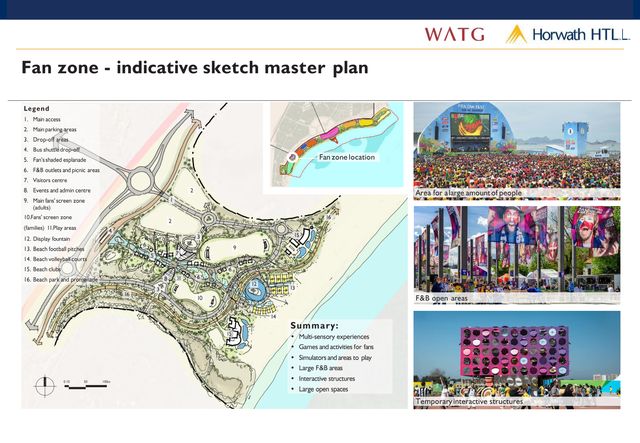 WATG
Horwath HTL.
Fan zone - indicative sketch master plan
Legend
1. Main access
2. Main parking areas
3. Drop-off areas
4. Bus shuttle drop-off
5. Fan's shaded esplanade
6. F&B outlets and picnic areas
7. Visitors centre
8. Events and admin centre
9. Main fans' screen zone
(adults)
10.Fans' screen zone
(families) 11.Play areas
12. Display fountain
13. Beach football pitches
14. Beach volleyball courts
15. Beach clubs
16. Beach park and promenade
Fan zone location
Summary:
• Multi-sensory experiences
• Games and activities for fans
• Simulators and areas to play
• Large F&B areas
• Interactive structures
• Large open spaces
Area for a large amount of people
F&B open areas
Temporary interactive structures